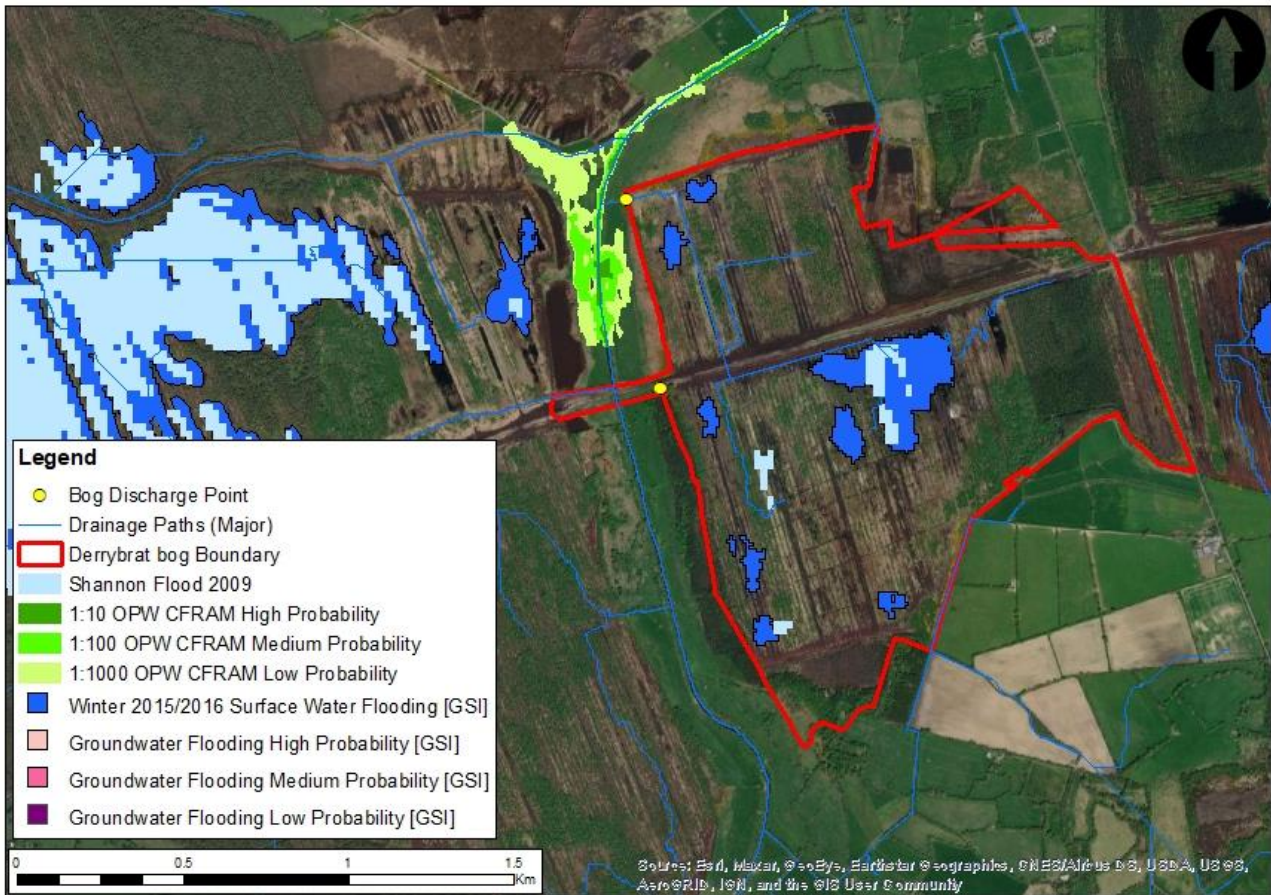 Legend
Bog Discharge Point
Drainage Paths (Major)
Derrybrat bog Boundary
Shannon Flood 2009
1:10 OPW CFRAM High Probability
1:100 OPW CFRAM Medium Probability
1:1000 OPW CFRAM Low Probability
Winter 2015/2016 Surface Water Flooding [GSI]
Groundwater Flooding High Probability [GSI]
Groundwater Flooding Medium Probability [GSI]
Groundwater Flooding Low Probability [GSI]
0 0.5 1 1.5
Km
Source: Esri, Maxar, GeoEye, Earthstar Geographics, CNES/Airbus DS, USDA, USGS,
AeroGRID, IGN, and the GIS User Community